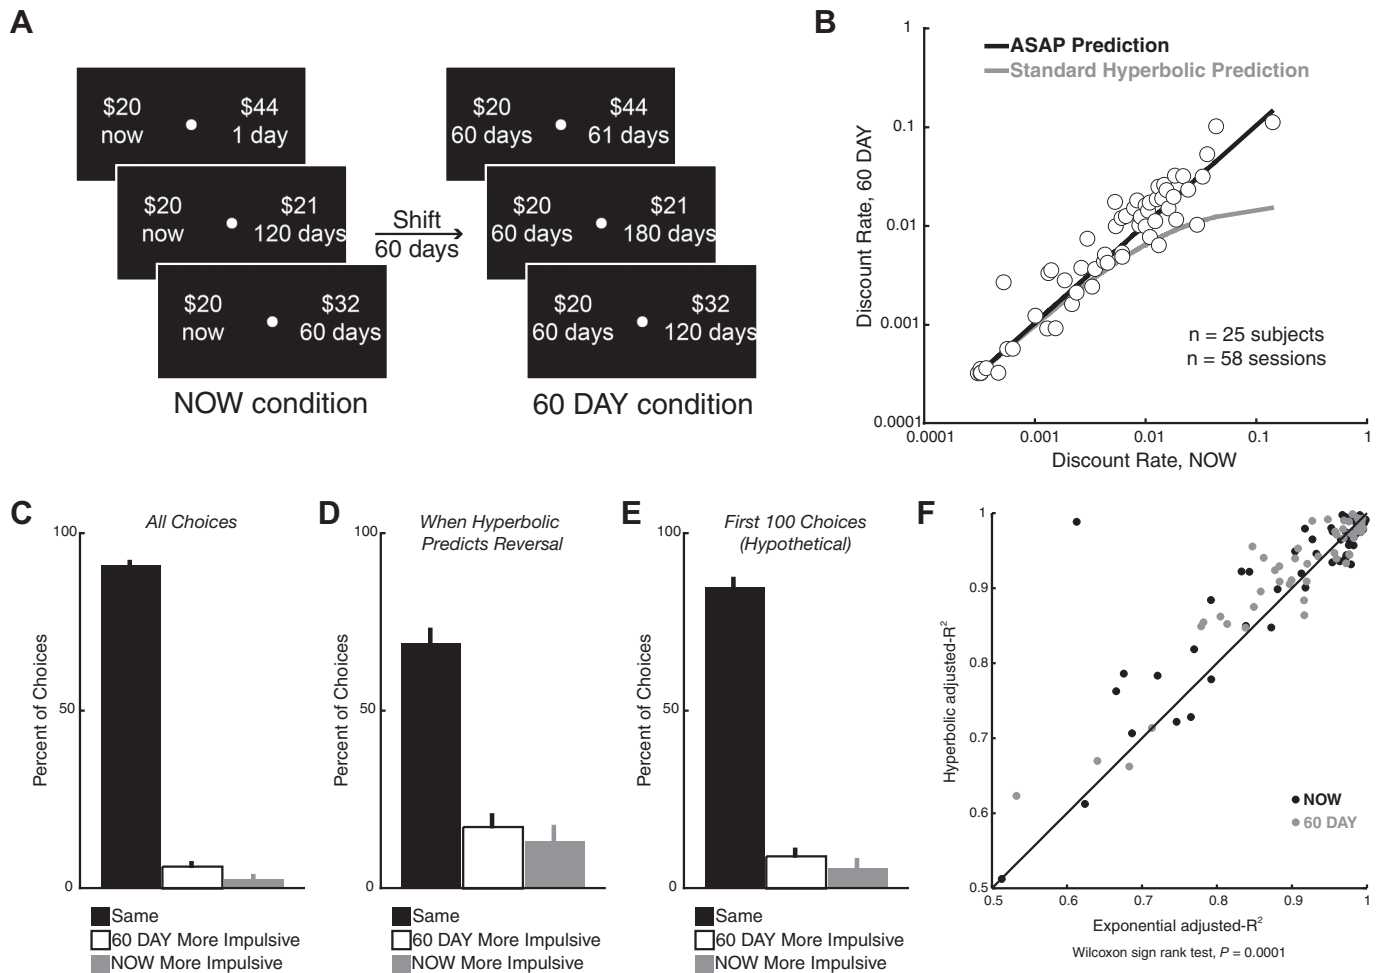 A
$20
now
$44
1 day
$20
now
$21
120 days
$20
now
$32
60 days
NOW condition
Shift
60 days
$20
60 days
$44
61 days
$20
60 days
$21
180 days
$20
60 days
$32
120 days
60 DAY condition
B
ASAP Prediction
Standard Hyperbolic Prediction
Discount Rate, 60 DAY
1
0.1
0.01
0.001
0.0001
n = 25 subjects
n = 58 sessions
0.0001
0.001
0.01
0.1
1
Discount Rate, NOW
C
All Choices
Percent of Choices
100
50
0
Same
60 DAY More Impulsive
NOW More Impulsive
D
When Hyperbolic
Predicts Reversal
Percent of Choices
100
50
0
Same
60 DAY More Impulsive
NOW More Impulsive
E
First 100 Choices
(Hypothetical)
Percent of Choices
100
50
0
Same
60 DAY More Impulsive
NOW More Impulsive
F
Hyperbolic adjusted-R²
1
0.9
0.8
0.7
0.6
0.5
NOW
60 DAY
0.5
0.6
0.7
0.8
0.9
1
Exponential adjusted-R²
Wilcoxon sign rank test, P = 0.0001